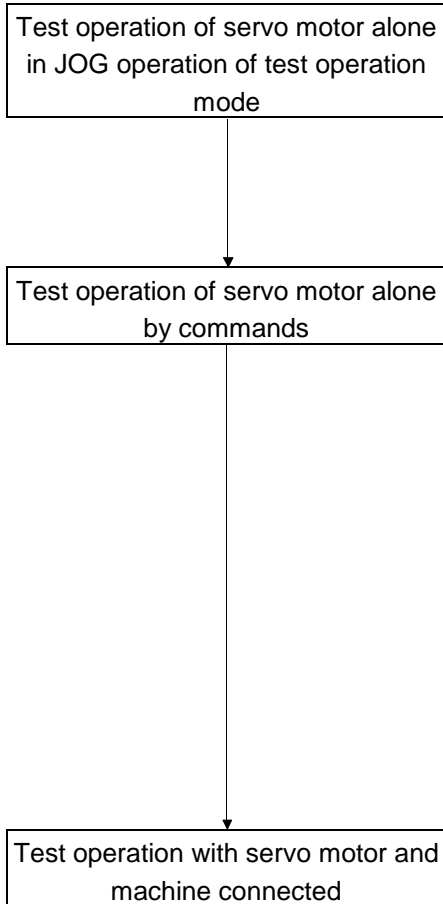 Test operation of servo motor alone
in JOG operation of test operation
mode
Test operation of servo motor alone
by commands
Test operation with servo motor and
machine connected